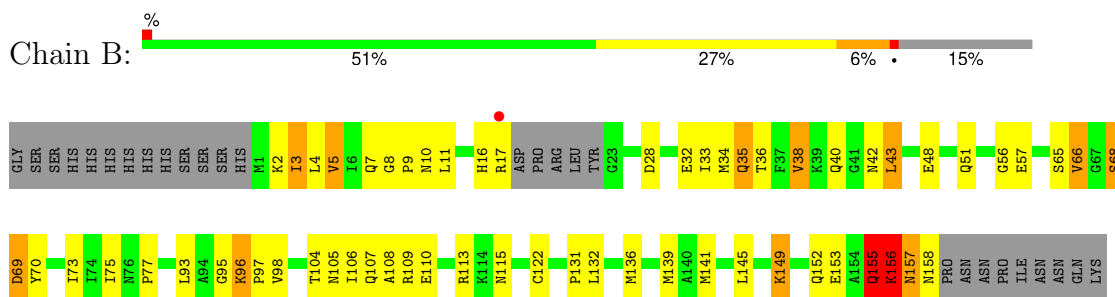 %
Chain B:
51% 27% 6% • 15%
GLY SER SER HIS HIS HIS HIS HIS HIS SER SER SER HIS M1 K2 I3 L4 V5 I6 Q7 G8 P9 N10 L11 H16 R17 ASP PRO ARG LEU TYR G23 D28 E32 I33 M34 Q35 T36 F37 V38 K39 Q40 G41 N42 L43 E48 Q51 G56 E57 S65 V66 G67 S68
D69 Y70 I73 I74 I75 N76 P77 L93 A94 G95 K96 P97 V98 T104 N105 I106 Q107 A108 R109 E110 R113 K114 N115 C122 P131 L132 M136 M139 A140 M141 L145 K149 Q152 E153 A154 Q155 K156 N157 N158 PRO ASN ASN PRO ILE ASN ASN GLN LYS